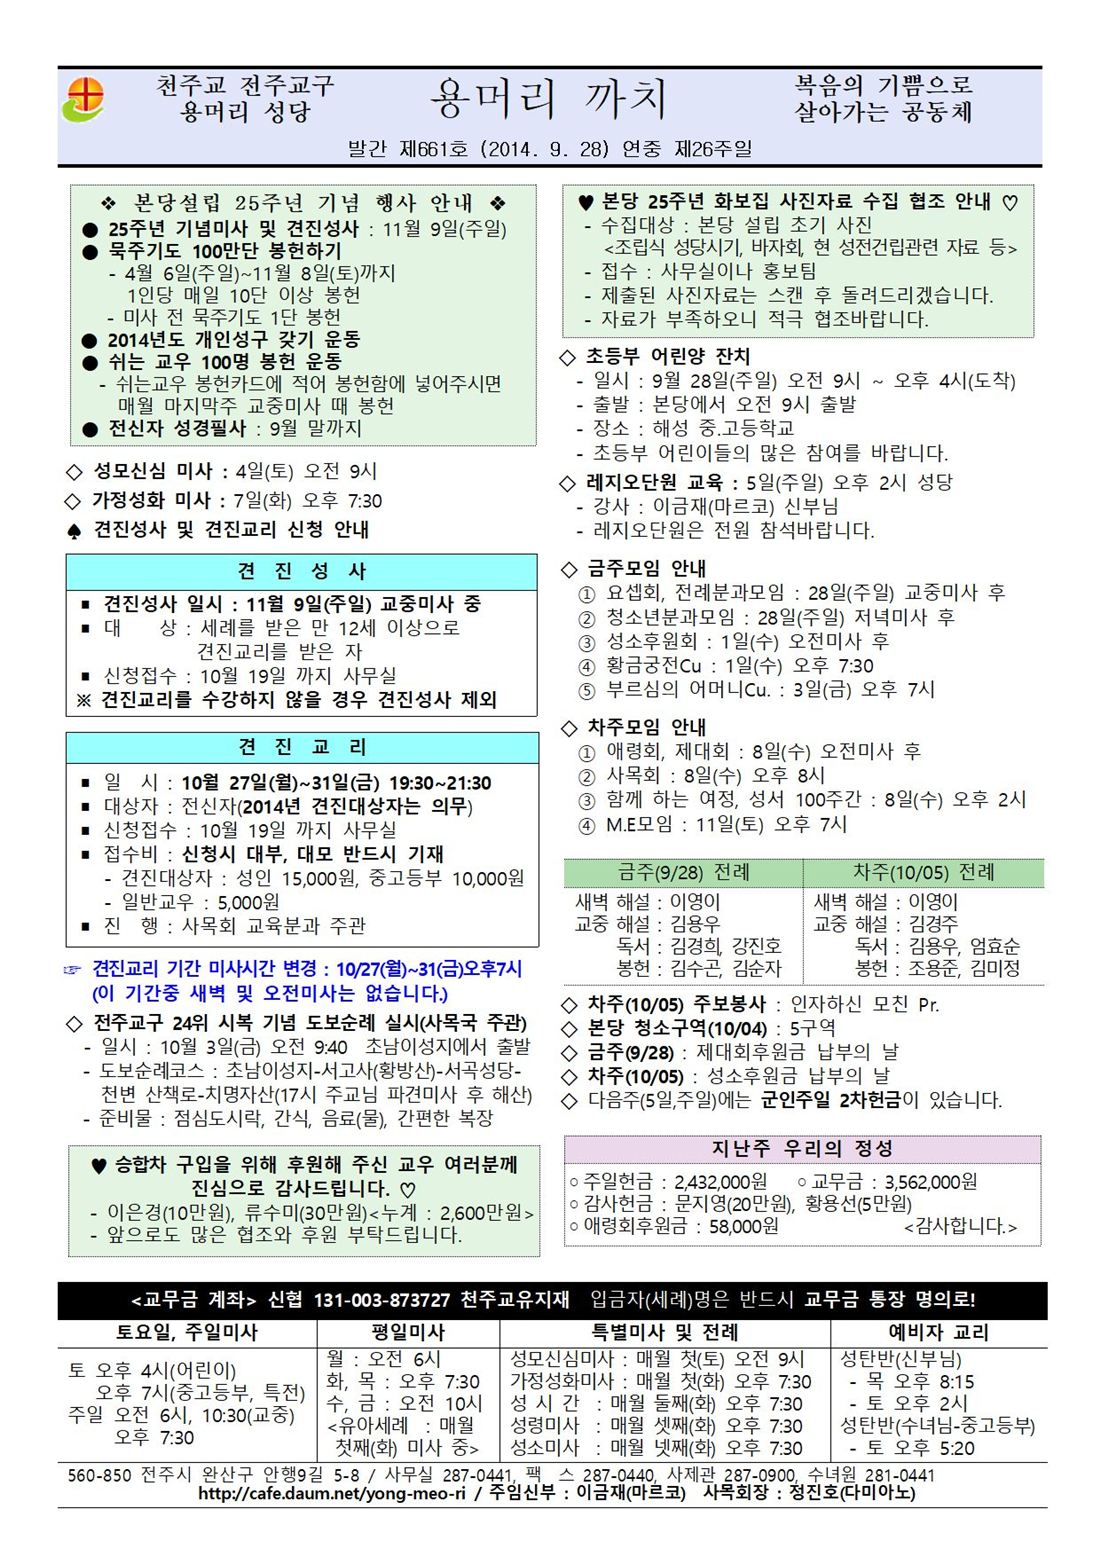 천주교 전주교구
용머리 성당
용머리 까치
복음의 기쁨으로
살아가는 공동체
발간 제661호 (2014. 9. 28) 연중 제26주일
❖ 본당설립 25주년 기념 행사 안내 ❖
● 25주년 기념미사 및 견진성사 : 11월 9일(주일)
● 묵주기도 100만단 봉헌하기
- 4월 6일(주일)~11월 8일(토)까지
1인당 매일 10단 이상 봉헌
- 미사 전 묵주기도 1단 봉헌
● 2014년도 개인성구 갖기 운동
● 쉬는 교우 100명 봉헌 운동
- 쉬는교우 봉헌카드에 적어 봉헌함에 넣어주시면
매월 마지막주 교중미사 때 봉헌
● 전신자 성경필사 : 9월 말까지
◇ 성모신심 미사 : 4일(토) 오전 9시
◇ 가정성화 미사 : 7일(화) 오후 7:30
♠ 견진성사 및 견진교리 신청 안내
견 진 성 사
▪ 견진성사 일시 : 11월 9일(주일) 교중미사 중
▪ 대 상 : 세례를 받은 만 12세 이상으로
견진교리를 받은 자
▪ 신청접수 : 10월 19일 까지 사무실
※ 견진교리를 수강하지 않을 경우 견진성사 제외
견 진 교 리
▪ 일 시 : 10월 27일(월)~31일(금) 19:30~21:30
▪ 대상자 : 전신자(2014년 견진대상자는 의무)
▪ 신청접수 : 10월 19일 까지 사무실
▪ 접수비 : 신청시 대부, 대모 반드시 기재
- 견진대상자 : 성인 15,000원, 중고등부 10,000원
- 일반교우 : 5,000원
▪ 진 행 : 사목회 교육분과 주관
☞ 견진교리 기간 미사시간 변경 : 10/27(월)~31(금)오후7시
(이 기간중 새벽 및 오전미사는 없습니다.)
◇ 전주교구 24위 시복 기념 도보순례 실시(사목국 주관)
- 일시 : 10월 3일(금) 오전 9:40 초남이성지에서 출발
- 도보순례코스 : 초남이성지-서고사(황방산)-서곡성당-
천변 산책로-치명자산(17시 주교님 파견미사 후 해산)
- 준비물 : 점심도시락, 간식, 음료(물), 간편한 복장
♥ 승합차 구입을 위해 후원해 주신 교우 여러분께
진심으로 감사드립니다. ♡
- 이은경(10만원), 류수미(30만원)<누계 : 2,600만원>
- 앞으로도 많은 협조와 후원 부탁드립니다.
♥ 본당 25주년 화보집 사진자료 수집 협조 안내 ♡
- 수집대상 : 본당 설립 초기 사진
<조립식 성당시기, 바자회, 현 성전건립관련 자료 등>
- 접수 : 사무실이나 홍보팀
- 제출된 사진자료는 스캔 후 돌려드리겠습니다.
- 자료가 부족하오니 적극 협조바랍니다.
◇ 초등부 어린양 잔치
- 일시 : 9월 28일(주일) 오전 9시 ~ 오후 4시(도착)
- 출발 : 본당에서 오전 9시 출발
- 장소 : 해성 중.고등학교
- 초등부 어린이들의 많은 참여를 바랍니다.
◇ 레지오단원 교육 : 5일(주일) 오후 2시 성당
- 강사 : 이금재(마르코) 신부님
- 레지오단원은 전원 참석바랍니다.
◇ 금주모임 안내
① 요셉회, 전례분과모임 : 28일(주일) 교중미사 후
② 청소년분과모임 : 28일(주일) 저녁미사 후
③ 성소후원회 : 1일(수) 오전미사 후
④ 황금궁전Cu : 1일(수) 오후 7:30
⑤ 부르심의 어머니Cu. : 3일(금) 오후 7시
◇ 차주모임 안내
① 애령회, 제대회 : 8일(수) 오전미사 후
② 사목회 : 8일(수) 오후 8시
③ 함께 하는 여정, 성서 100주간 : 8일(수) 오후 2시
④ M.E모임 : 11일(토) 오후 7시
금주(9/28) 전례
새벽 해설 : 이영이
교중 해설 : 김용우
독서 : 김경희, 강진호
봉헌 : 김수곤, 김순자
차주(10/05) 전례
새벽 해설 : 이영이
교중 해설 : 김경주
독서 : 김용우, 엄효순
봉헌 : 조용준, 김미정
◇ 차주(10/05) 주보봉사 : 인자하신 모친 Pr.
◇ 본당 청소구역(10/04) : 5구역
◇ 금주(9/28) : 제대회후원금 납부의 날
◇ 차주(10/05) : 성소후원금 납부의 날
◇ 다음주(5일,주일)에는 군인주일 2차헌금이 있습니다.
지난주 우리의 정성
○ 주일헌금 : 2,432,000원 ○ 교무금 : 3,562,000원
○ 감사헌금 : 문지영(20만원), 황용선(5만원)
○ 애령회후원금 : 58,000원 <감사합니다.>
<교무금 계좌> 신협 131-003-873727 천주교유지재 입금자(세례)명은 반드시 교무금 통장 명의로!
토요일, 주일미사
토 오후 4시(어린이)
오후 7시(중고등부, 특전)
주일 오전 6시, 10:30(교중)
오후 7:30
평일미사
월 : 오전 6시
화, 목 : 오후 7:30
수, 금 : 오전 10시
<유아세례 : 매월
첫째(화) 미사 중>
특별미사 및 전례
성모신심미사 : 매월 첫(토) 오전 9시
가정성화미사 : 매월 첫(화) 오후 7:30
성 시 간 : 매월 둘째(화) 오후 7:30
성령미사 : 매월 셋째(화) 오후 7:30
성소미사 : 매월 넷째(화) 오후 7:30
예비자 교리
성탄반(신부님)
- 목 오후 8:15
- 토 오후 2시
성탄반(수녀님-중고등부)
- 토 오후 5:20
560-850 전주시 완산구 안행9길 5-8 / 사무실 287-0441, 팩 스 287-0440, 사제관 287-0900, 수녀원 281-0441
http://cafe.daum.net/yong-meo-ri / 주임신부 : 이금재(마르코) 사목회장 : 정진호(다미아노)